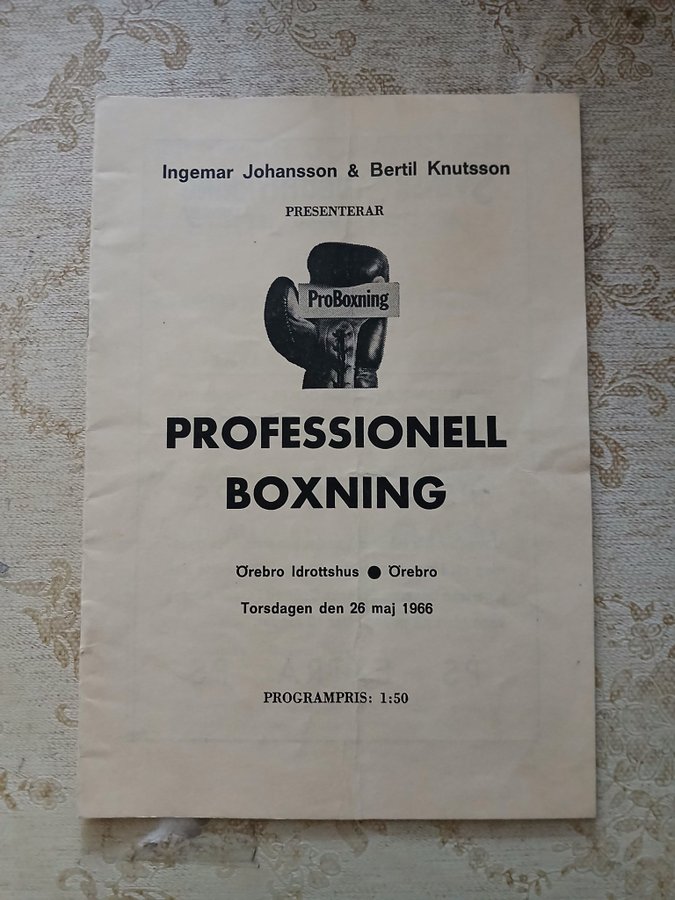 Ingemar Johansson & Bertil Knutsson
PRESENTERAR
ProBoxning
PROFESSIONELL
BOXNING
Örebro Idrottshus ● Örebro
Torsdagen den 26 maj 1966
PROGRAMPRIS: 1:50